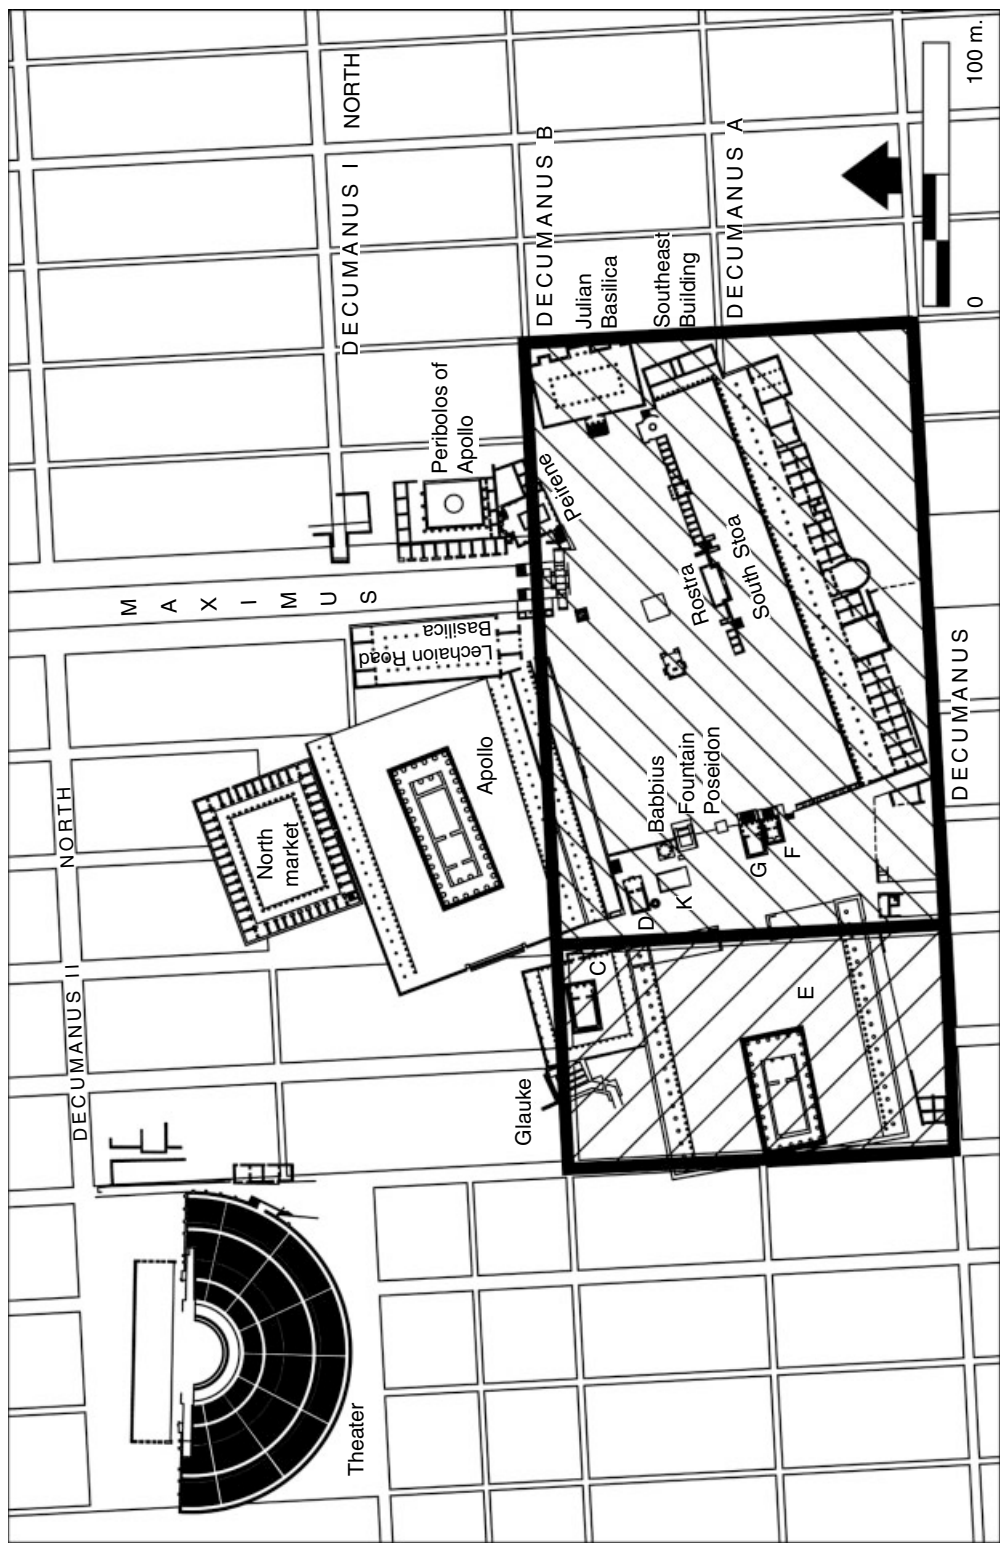 DECUMANUS II
NORTH
MAXIMUS
DECUMANUS I
NORTH
Theater
North
market
Lechaion Road
Basilica
Peribolos of
Apollo
Apollo
Glauke
Peirene
DECUMANUS B
Julian
Basilica
Southeast
Building
DECUMANUS A
C
D
K
Babbius
Fountain
Poseidon
G
F
E
Rostra
South Stoa
DECUMANUS
0
100 m.